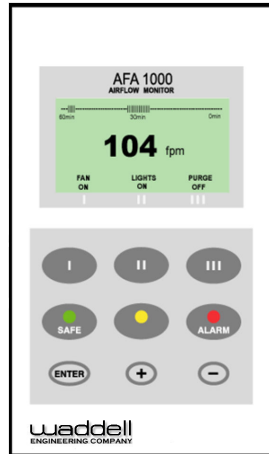 AFA 1000
AIRFLOW MONITOR
60min 30min 0min
104 fpm
FAN LIGHTS PURGE
ON ON OFF
I II III
I II III
SAFE ALARM
ENTER + −
waddell
ENGINEERING COMPANY